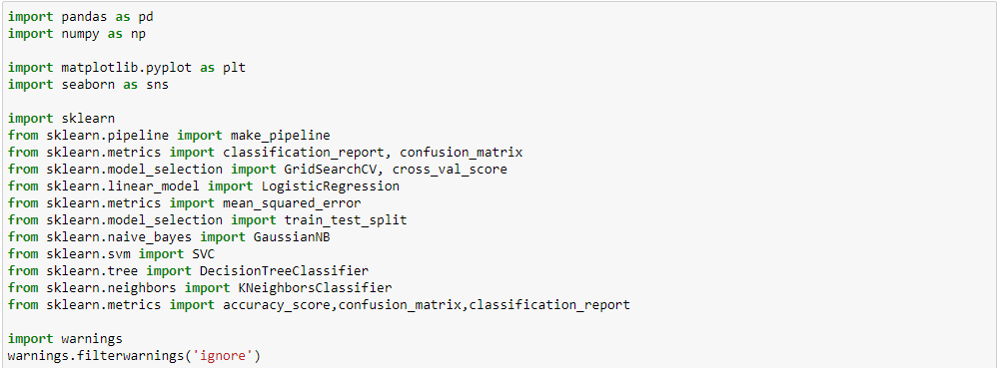 import pandas as pd
import numpy as np
import matplotlib.pyplot as plt
import seaborn as sns
import sklearn
from sklearn.pipeline import make_pipeline
from sklearn.metrics import classification_report, confusion_matrix
from sklearn.model_selection import GridSearchCV, cross_val_score
from sklearn.linear_model import LogisticRegression
from sklearn.metrics import mean_squared_error
from sklearn.model_selection import train_test_split
from sklearn.naive_bayes import GaussianNB
from sklearn.svm import SVC
from sklearn.tree import DecisionTreeClassifier
from sklearn.neighbors import KNeighborsClassifier
from sklearn.metrics import accuracy_score,confusion_matrix,classification_report
import warnings
warnings.filterwarnings('ignore')